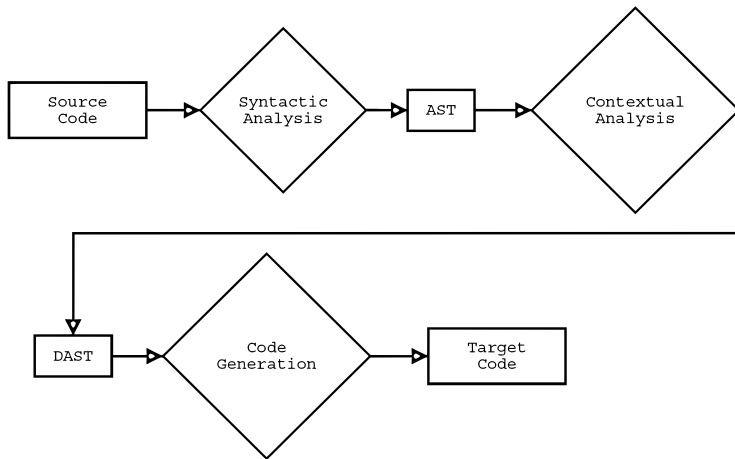 Source
Code
Syntactic
Analysis
AST
Contextual
Analysis
DAST
Code
Generation
Target
Code